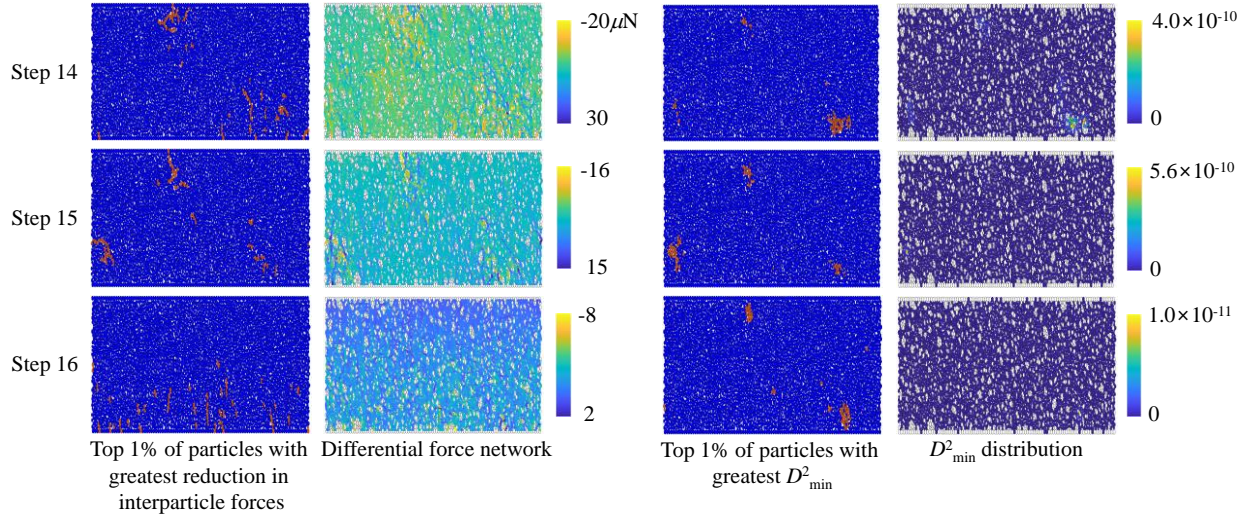 -20μN
4.0×10-10
Step 14
30
0
-16
5.6×10-10
Step 15
15
0
-8
1.0×10-11
Step 16
2
0
Top 1% of particles with
greatest reduction in
interparticle forces
Differential force network
Top 1% of particles with
greatest D²min
D²min distribution